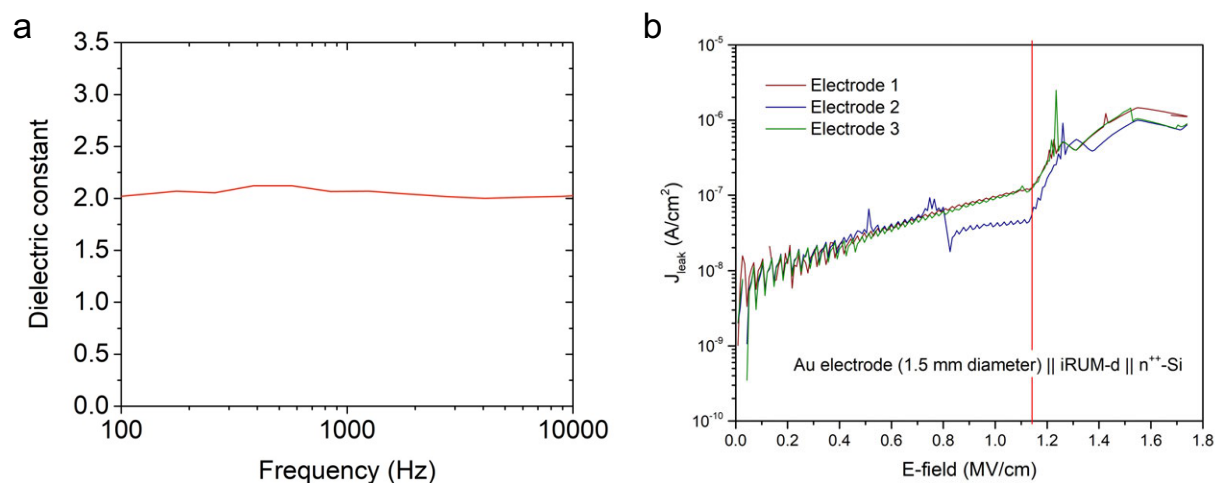 a
Dielectric constant
3.5
3.0
2.5
2.0
1.5
1.0
0.5
0.0
100
1000
10000
Frequency (Hz)
b
J_leak (A/cm²)
10⁻⁵
10⁻⁶
10⁻⁷
10⁻⁸
10⁻⁹
10⁻¹⁰
Electrode 1
Electrode 2
Electrode 3
Au electrode (1.5 mm diameter) || iRUM-d || n⁺⁺-Si
0.0 0.2 0.4 0.6 0.8 1.0 1.2 1.4 1.6 1.8
E-field (MV/cm)